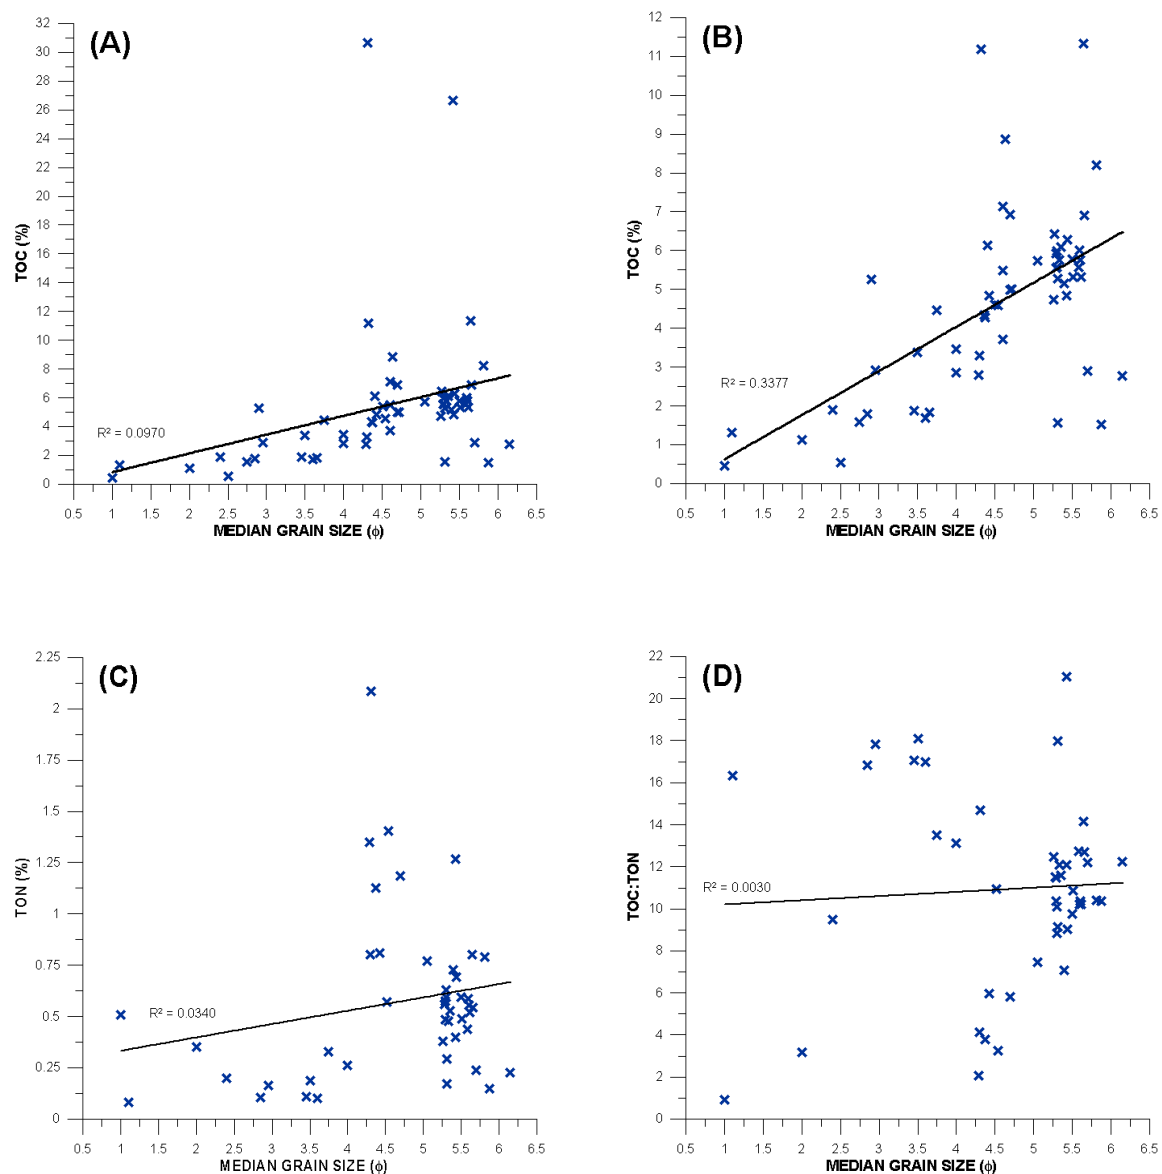 (A)
TOC (%)
32
30
28
26
24
22
20
18
16
14
12
10
8
6
4
2
0
R² = 0.0970
0.5 1 1.5 2 2.5 3 3.5 4 4.5 5 5.5 6 6.5
MEDIAN GRAIN SIZE (ϕ)
(B)
TOC (%)
12
11
10
9
8
7
6
5
4
3
2
1
0
R² = 0.3377
0.5 1 1.5 2 2.5 3 3.5 4 4.5 5 5.5 6 6.5
MEDIAN GRAIN SIZE (ϕ)
(C)
TON (%)
2.25
2
1.75
1.5
1.25
1
0.75
0.5
0.25
0
R² = 0.0340
0.5 1 1.5 2 2.5 3 3.5 4 4.5 5 5.5 6 6.5
MEDIAN GRAIN SIZE (ϕ)
(D)
TOC:TON
22
20
18
16
14
12
10
8
6
4
2
0
R² = 0.0030
0.5 1 1.5 2 2.5 3 3.5 4 4.5 5 5.5 6 6.5
MEDIAN GRAIN SIZE (ϕ)